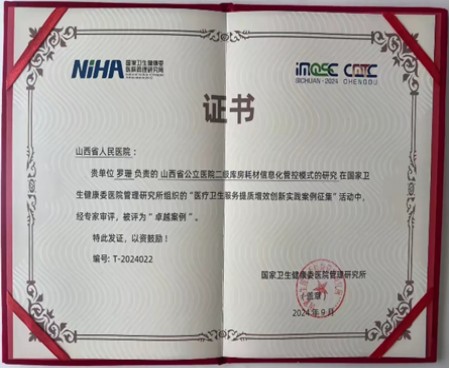 NIHA 国家卫生健康委医院管理研究所
iMQSC CMIC
SICHUAN·2024 CHENGDU
证书
山西省人民医院：
贵单位 罗珊 负责的 山西省公立医院二级库房耗材信息化管控模式的研究 在国家卫
生健康委医院管理研究所组织的“医疗卫生服务提质增效创新实践案例征集”活动中，
经专家审评，被评为“卓越案例”。
特此发证，以资鼓励！
编号: T-2024022
国家卫生健康委医院管理研究所
（盖章）
2024年9月